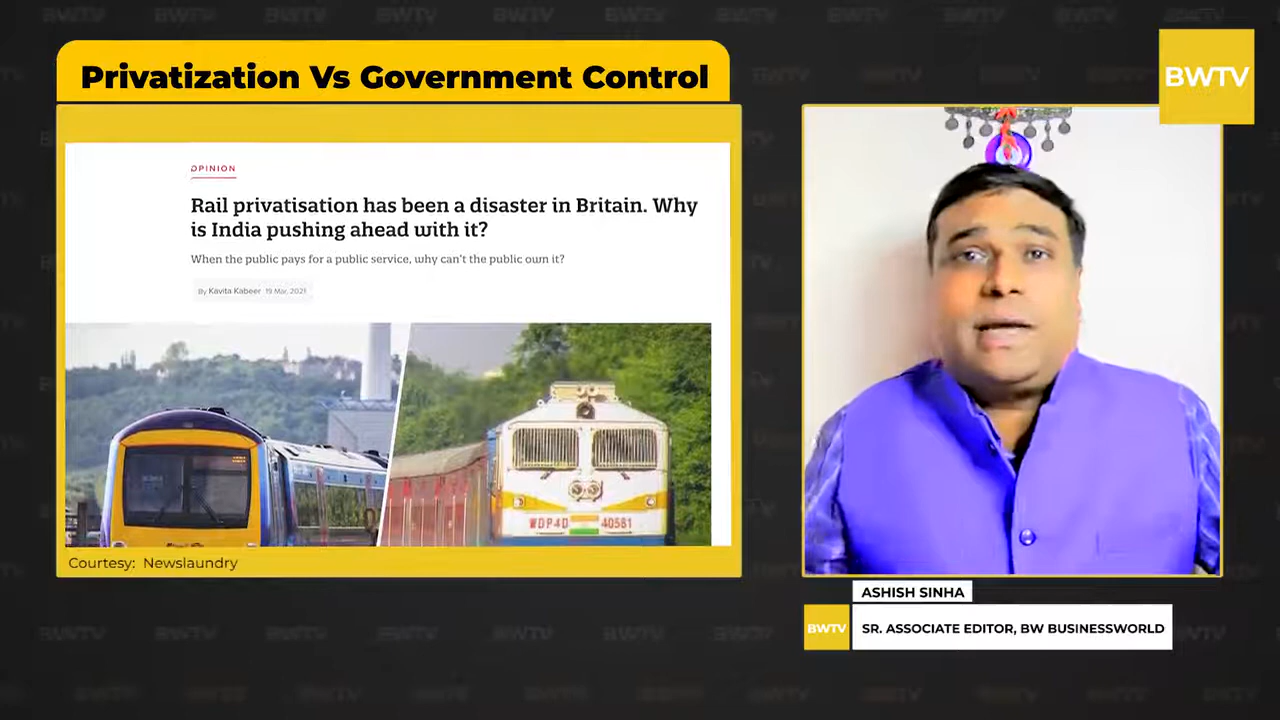 Privatization Vs Government Control
BWTV
OPINION
Rail privatisation has been a disaster in Britain. Why
is India pushing ahead with it?
When the public pays for a public service, why can't the public own it?
By Kavita Kabeer 19 Mar, 2021
WDP4D 40581
Courtesy: Newslaundry
ASHISH SINHA
BWTV
SR. ASSOCIATE EDITOR, BW BUSINESSWORLD